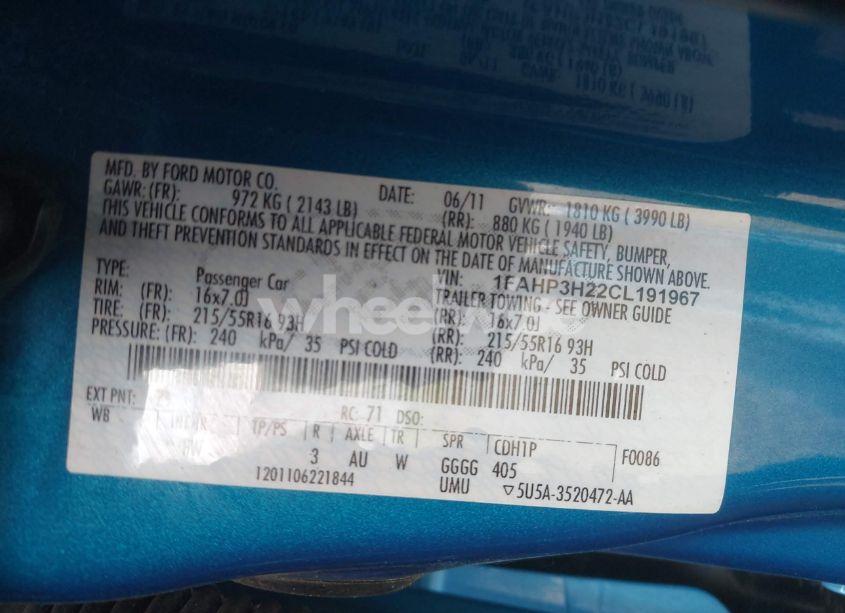 MFD. BY FORD MOTOR CO.
DATE: 06/11 GVWR: 1810 KG ( 3990 LB)
GAWR: (FR): 972 KG ( 2143 LB) (RR): 880 KG ( 1940 LB)
THIS VEHICLE CONFORMS TO ALL APPLICABLE FEDERAL MOTOR VEHICLE SAFETY, BUMPER,
AND THEFT PREVENTION STANDARDS IN EFFECT ON THE DATE OF MANUFACTURE SHOWN ABOVE.
VIN: 1FAHP3H22CL191967
TYPE: Passenger Car TRAILER TOWING - SEE OWNER GUIDE
RIM: (FR): 16x7.0J (RR): 16x7.0J
TIRE: (FR): 215/55R16 93H (RR): 215/55R16 93H
PRESSURE: (FR): 240 kPa/ 35 PSI COLD (RR): 240 kPa/ 35 PSI COLD
EXT PNT: RC: 71 DSO:
WB TP/PS R AXLE TR SPR CDH1P F0086
3 AU W GGGG 405
1201106221844 UMU ▽5U5A-3520472-AA